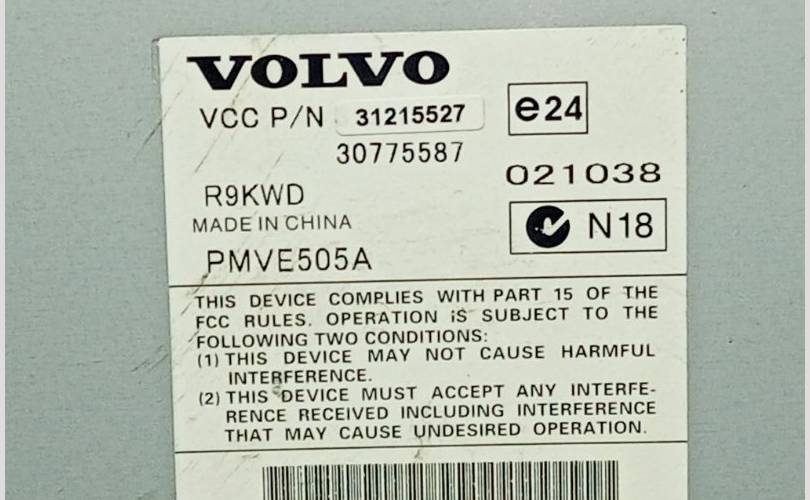 VOLVO
VCC P/N 31215527
e24
30775587
021038
R9KWD
MADE IN CHINA
N18
PMVE505A
THIS DEVICE COMPLIES WITH PART 15 OF THE
FCC RULES. OPERATION iS SUBJECT TO THE
FOLLOWING TWO CONDITIONS:
(1) THIS DEVICE MAY NOT CAUSE HARMFUL
INTERFERENCE.
(2) THIS DEVICE MUST ACCEPT ANY INTERFE-
RENCE RECEIVED INCLUDING INTERFERENCE
THAT MAY CAUSE UNDESIRED OPERATION.